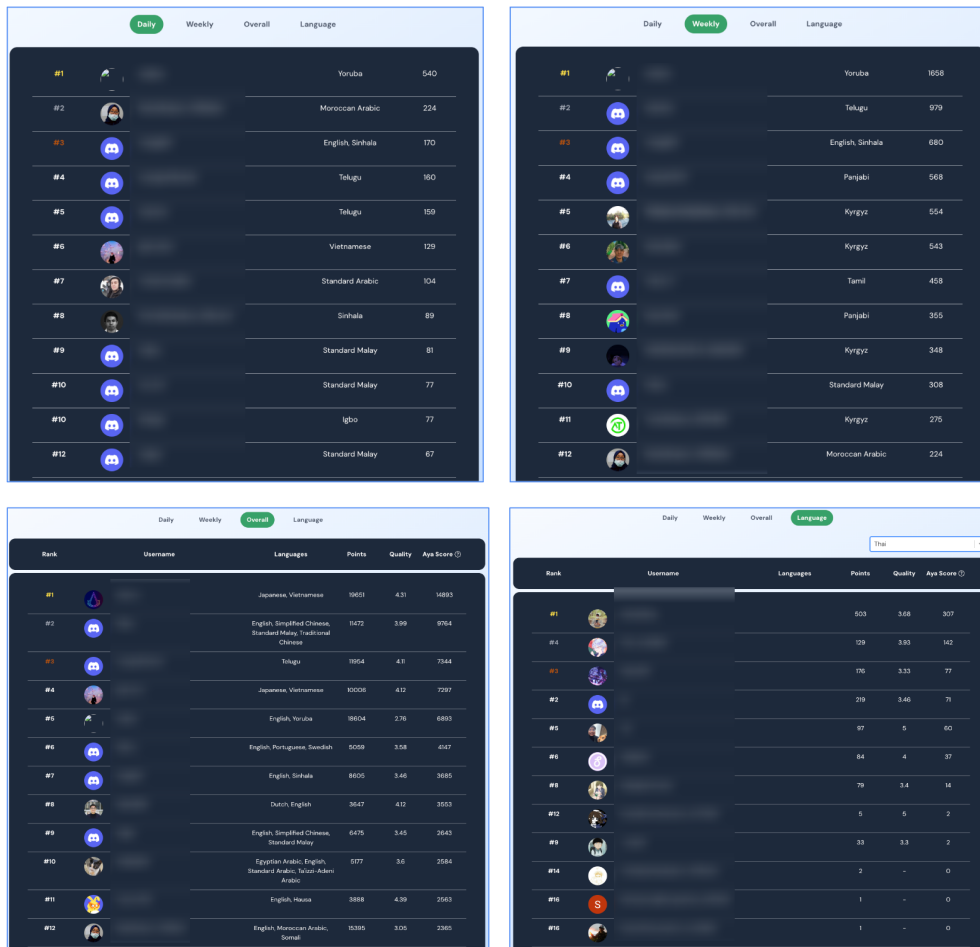 Daily Weekly Overall Language
#1 Yoruba 540
#2 Moroccan Arabic 224
#3 English, Sinhala 170
#4 Telugu 160
#5 Telugu 159
#6 Vietnamese 129
#7 Standard Arabic 104
#8 Sinhala 89
#9 Standard Malay 81
#10 Standard Malay 77
#10 Igbo 77
#12 Standard Malay 67
Daily Weekly Overall Language
#1 Yoruba 1658
#2 Telugu 979
#3 English, Sinhala 680
#4 Panjabi 568
#5 Kyrgyz 554
#6 Kyrgyz 543
#7 Tamil 458
#8 Panjabi 355
#9 Kyrgyz 348
#10 Standard Malay 308
#11 Kyrgyz 275
#12 Moroccan Arabic 224
Daily Weekly Overall Language
Rank Username Languages Points Quality Aya Score
#1 Japanese, Vietnamese 19651 4.31 14893
#2 English, Simplified Chinese, 11472 3.99 9764
Standard Malay, Traditional
Chinese
#3 Telugu 11954 4.11 7344
#4 Japanese, Vietnamese 10006 4.12 7297
#5 English, Yoruba 18604 2.76 6893
#6 English, Portuguese, Swedish 5059 3.58 4147
#7 English, Sinhala 8605 3.46 3685
#8 Dutch, English 3647 4.12 3553
#9 English, Simplified Chinese, 6475 3.45 2643
Standard Malay
#10 Egyptian Arabic, English, 5177 3.6 2584
Standard Arabic, Ta'izzi-Adeni
Arabic
#11 English, Hausa 3888 4.39 2563
#12 English, Moroccan Arabic, 15395 3.05 2365
Somali
Daily Weekly Overall Language
Thai
Rank Username Languages Points Quality Aya Score
#1 503 3.68 307
#4 129 3.93 142
#3 176 3.33 77
#2 219 3.46 71
#5 97 5 60
#6 84 4 37
#8 79 3.4 14
#12 5 5 2
#9 33 3.3 2
#14 2 - 0
#16 S 1 - 0
#16 1 - 0